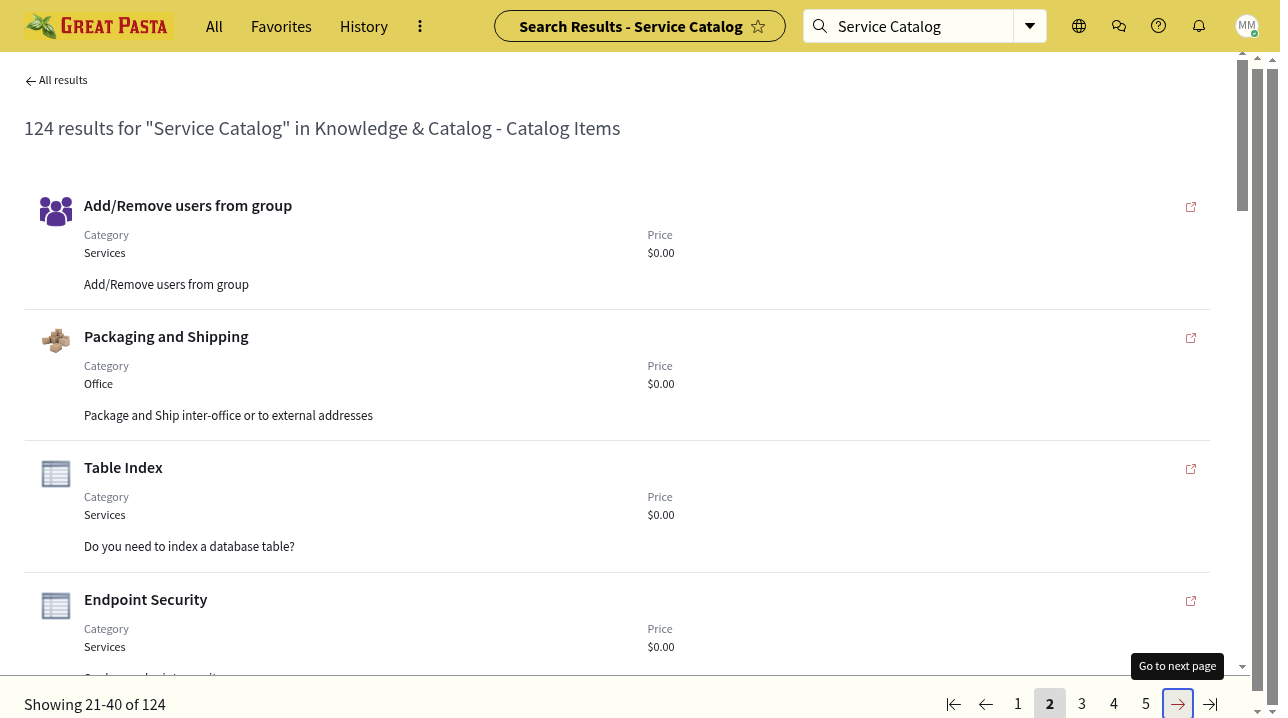 GREAT PASTA
All
Favorites
History
Search Results - Service Catalog
Service Catalog
MM
All results
124 results for "Service Catalog" in Knowledge & Catalog - Catalog Items
Add/Remove users from group
Category
Price
Services
$0.00
Add/Remove users from group
Packaging and Shipping
Category
Price
Office
$0.00
Package and Ship inter-office or to external addresses
Table Index
Category
Price
Services
$0.00
Do you need to index a database table?
Endpoint Security
Category
Price
Services
$0.00
Go to next page
Showing 21-40 of 124
1
2
3
4
5